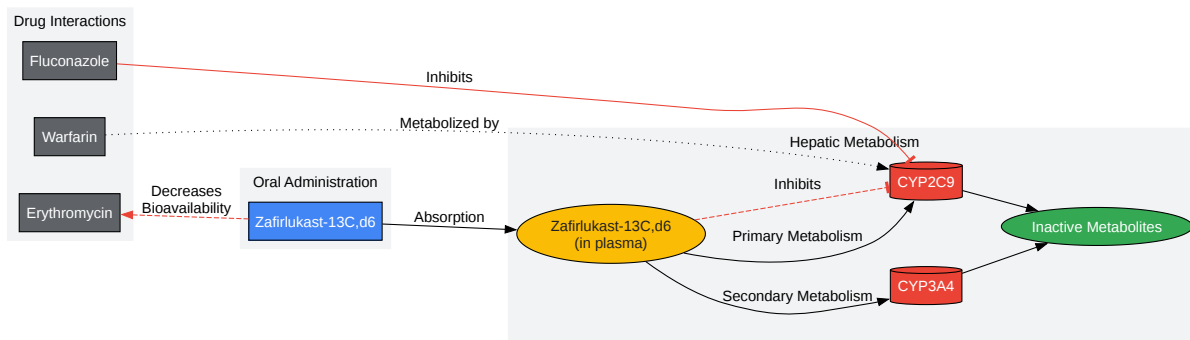 Drug Interactions
Fluconazole
Inhibits
Warfarin
Metabolized by
Hepatic Metabolism
CYP2C9
Decreases
Bioavailability
Erythromycin
Oral Administration
Zafirlukast-13C,d6
Absorption
Zafirlukast-13C,d6
(in plasma)
Inhibits
Primary Metabolism
Secondary Metabolism
CYP3A4
Inactive Metabolites